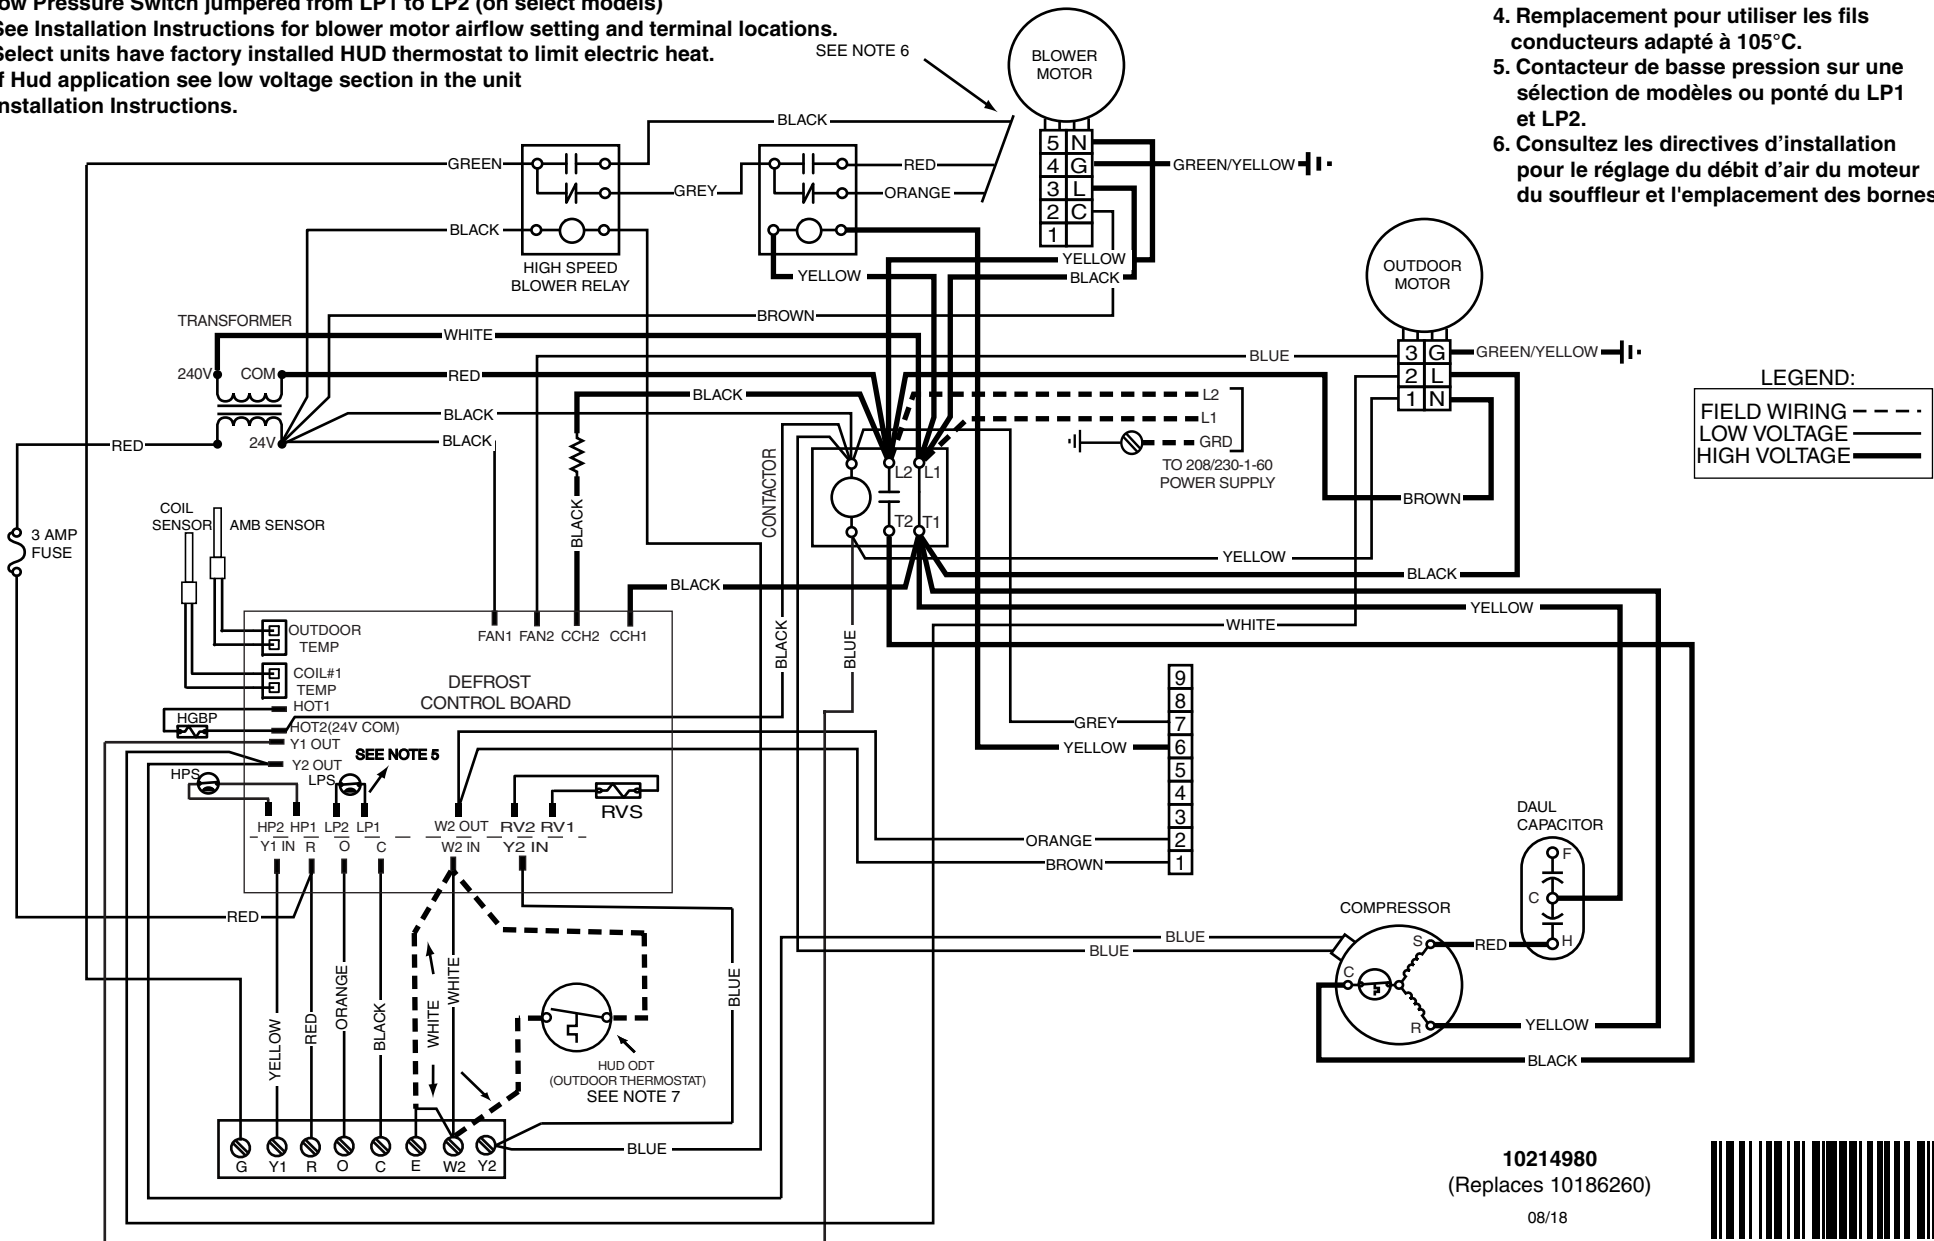 ow Pressure Switch jumpered from LP1 to LP2 (on select models)
See Installation Instructions for blower motor airflow setting and terminal locations.
Select units have factory installed HUD thermostat to limit electric heat.
f Hud application see low voltage section in the unit
nstallation Instructions.
SEE NOTE 6
BLOWER
MOTOR
4. Remplacement pour utiliser les fils
conducteurs adapté à 105°C.
5. Contacteur de basse pression sur une
sélection de modèles ou ponté du LP1
et LP2.
6. Consultez les directives d'installation
pour le réglage du débit d'air du moteur
du souffleur et l'emplacement des bornes
BLACK
GREEN
GREY
RED
ORANGE
BLACK
HIGH SPEED
BLOWER RELAY
YELLOW
5 N
4 G
3 L
2 C
1
GREEN/YELLOW
YELLOW
BLACK
BROWN
TRANSFORMER
WHITE
240V
COM
RED
BLACK
BLACK
24V
RED
BLACK
BLUE
OUTDOOR
MOTOR
3 G
2 L
1 N
GREEN/YELLOW
LEGEND:
FIELD WIRING
LOW VOLTAGE
HIGH VOLTAGE
L2
L1
GRD
TO 208/230-1-60
POWER SUPPLY
CONTACTOR
L2
L1
T2
T1
BROWN
YELLOW
BLACK
YELLOW
WHITE
3 AMP
FUSE
COIL
SENSOR
AMB SENSOR
BLACK
BLACK
BLACK
BLUE
OUTDOOR
TEMP
COIL#1
TEMP
HOT1
HGBP
HOT2(24V COM)
Y1 OUT
Y2 OUT
FAN1
FAN2
CCH2
CCH1
DEFROST
CONTROL BOARD
SEE NOTE 5
HPS
LPS
RVS
HP2
HP1
LP2
LP1
W2 OUT
RV2
RV1
Y1 IN
R
O
C
W2 IN
Y2 IN
9
8
7
6
5
4
3
2
1
GREY
YELLOW
ORANGE
BROWN
RED
YELLOW
RED
ORANGE
BLACK
WHITE
WHITE
BLUE
HUD ODT
(OUTDOOR THERMOSTAT)
SEE NOTE 7
G
Y1
R
O
C
E
W2
Y2
BLUE
BLUE
BLUE
COMPRESSOR
S
C
R
RED
DAUL
CAPACITOR
F
C
H
YELLOW
BLACK
10214980
(Replaces 10186260)
08/18